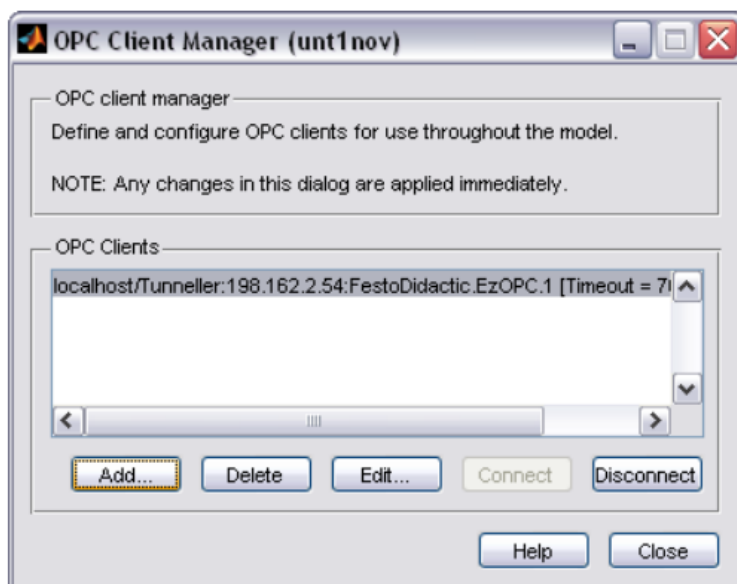 OPC Client Manager (unt1nov)
OPC client manager
Define and configure OPC clients for use throughout the model.
NOTE: Any changes in this dialog are applied immediately.
OPC Clients
localhost/Tunneller:198.162.2.54:FestoDidactic.EzOPC.1 [Timeout = 7
Add... Delete Edit... Connect Disconnect
Help Close